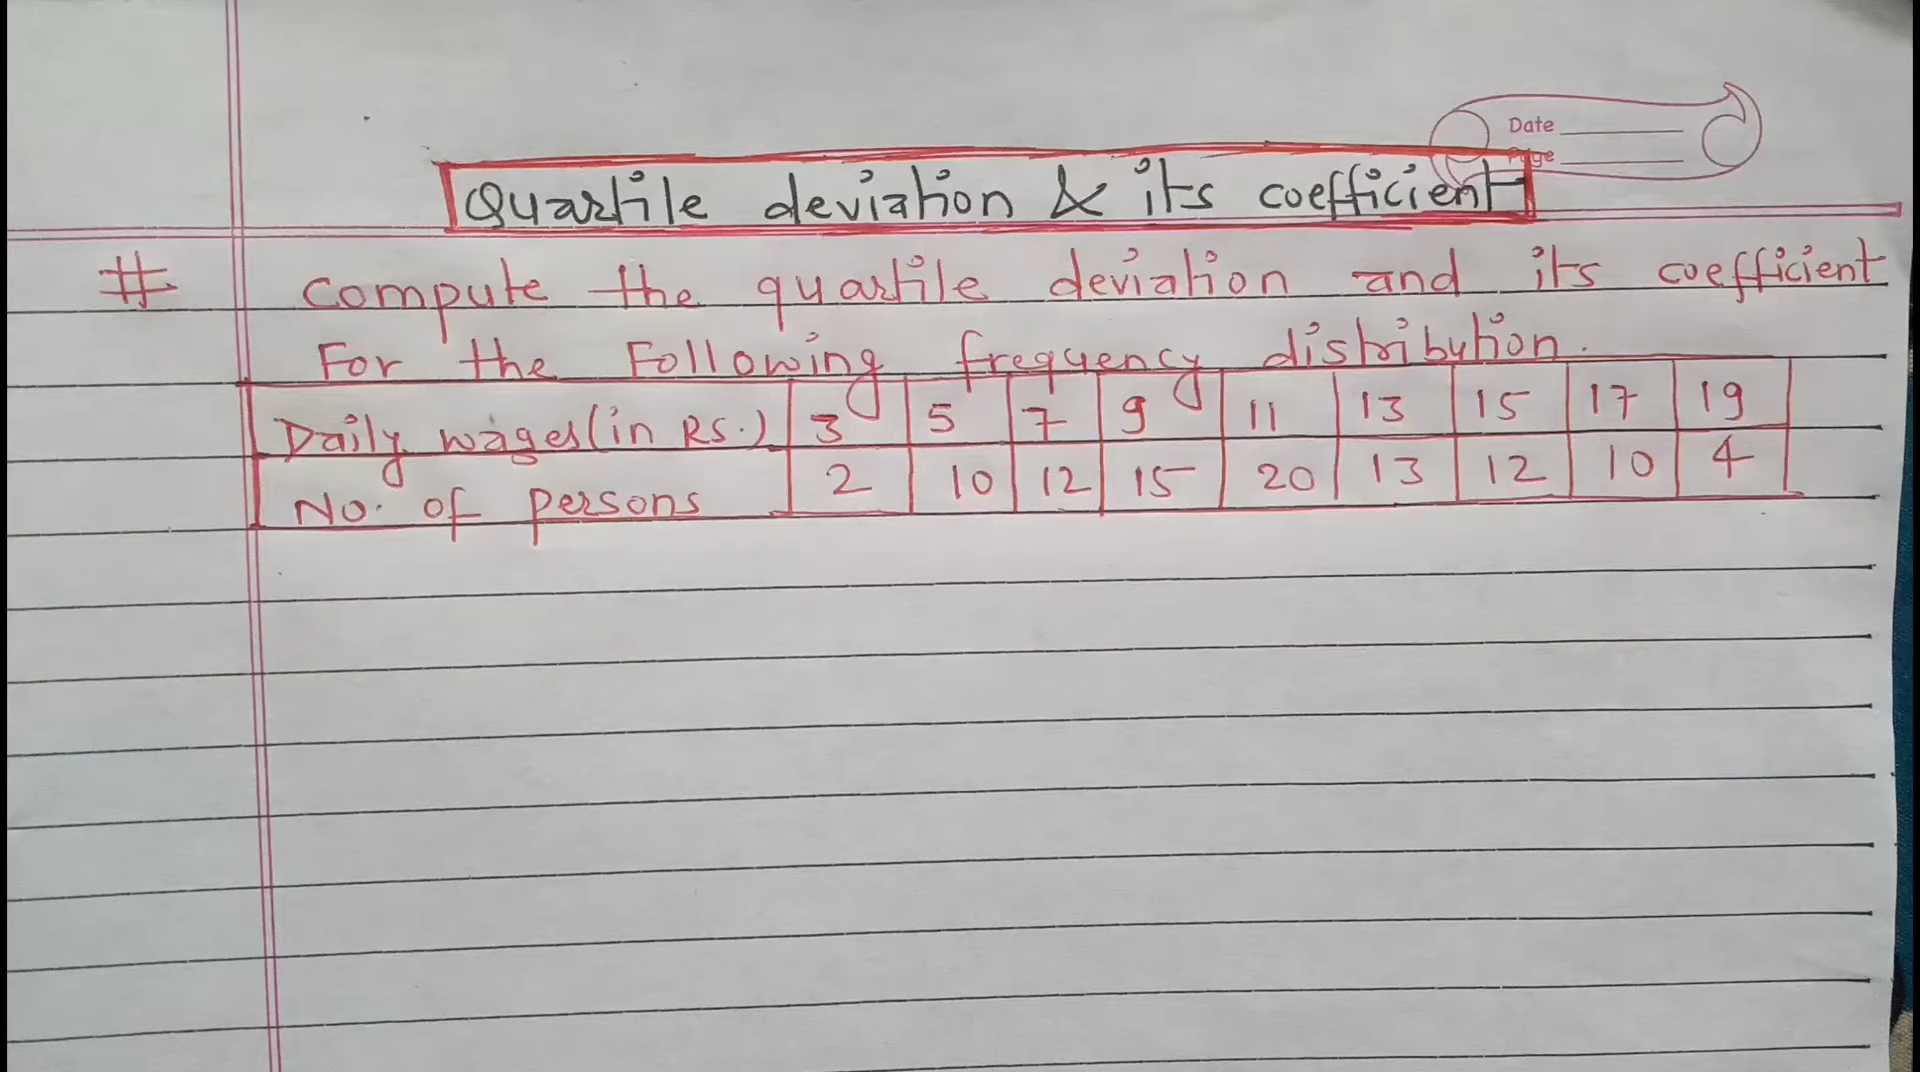 Date
Page
Quartile deviation & its coefficient
# compute the quartile deviation and its coefficient
For the Following frequency distribution.
Daily wages (in RS.) 3 5 7 9 11 13 15 17 19
No. of persons 2 10 12 15 20 13 12 10 4